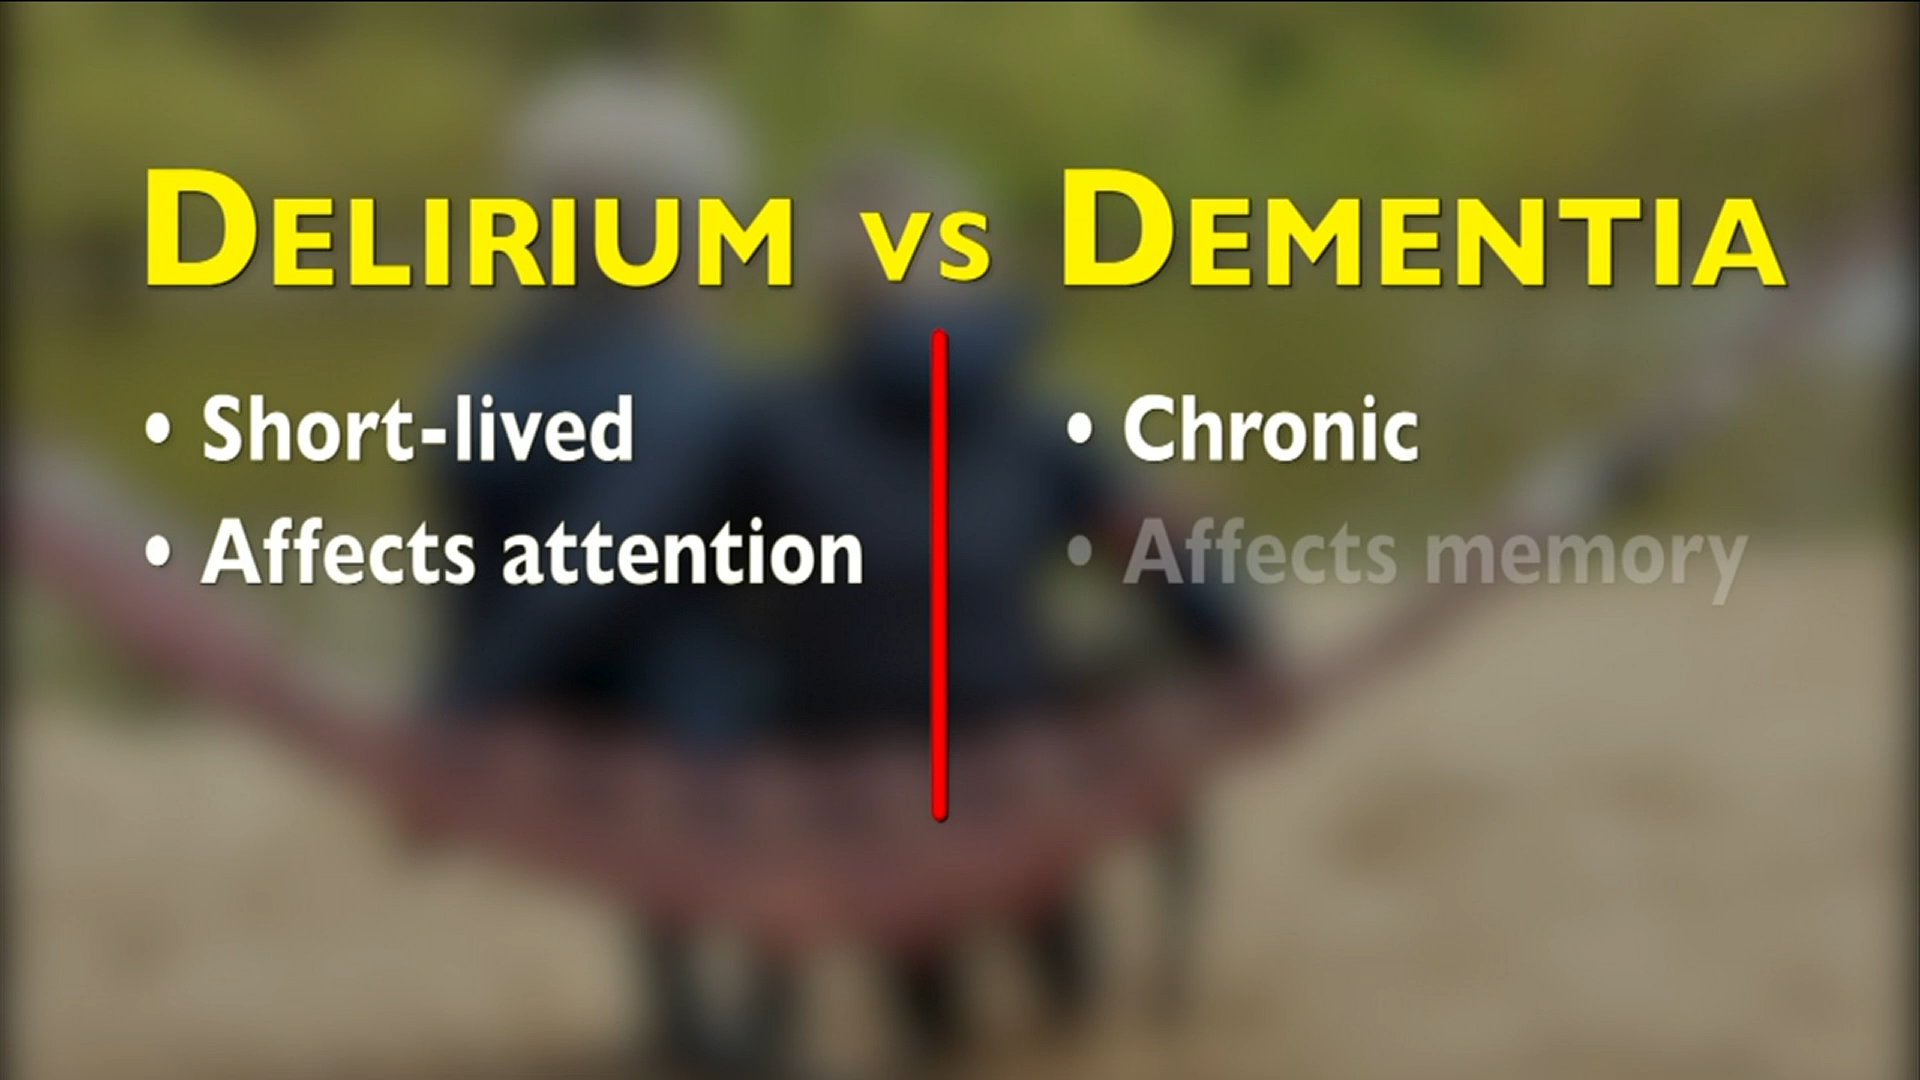 DELIRIUM VS DEMENTIA
• Short-lived
• Affects attention
• Chronic
• Affects memory